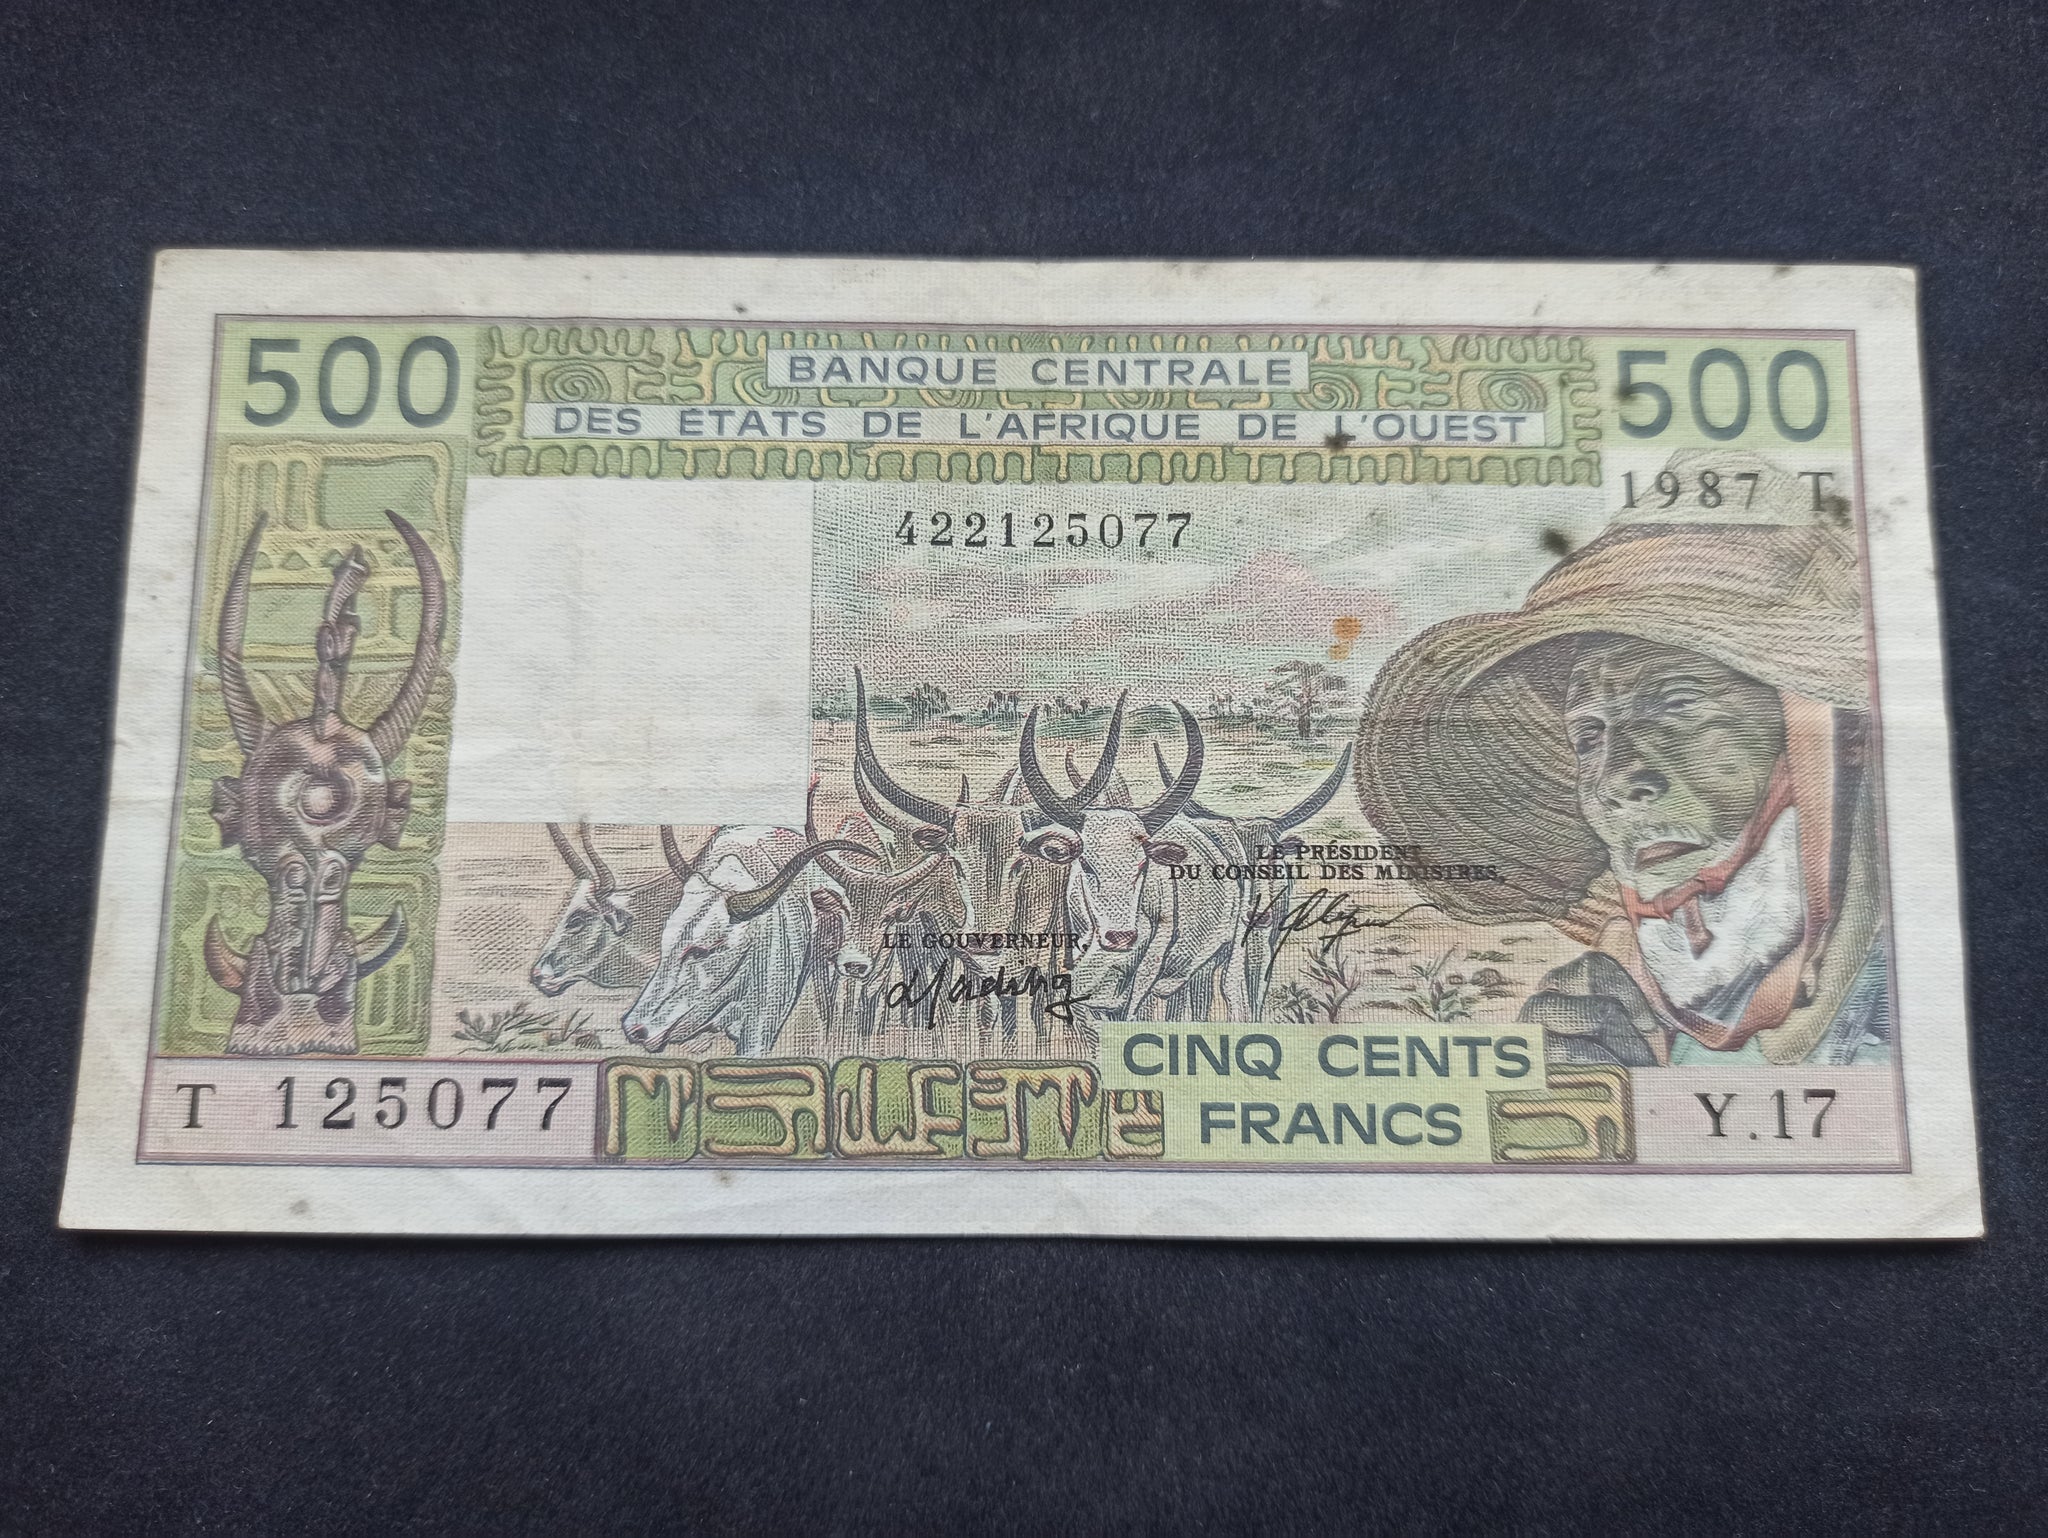 500
BANQUE CENTRALE
DES ÉTATS DE L'AFRIQUE DE L'OUEST
500
1987 T
422125077
LE PRÉSIDENT
DU CONSEIL DES MINISTRES,
LE GOUVERNEUR,
CINQ CENTS
FRANCS
T 125077
Y.17